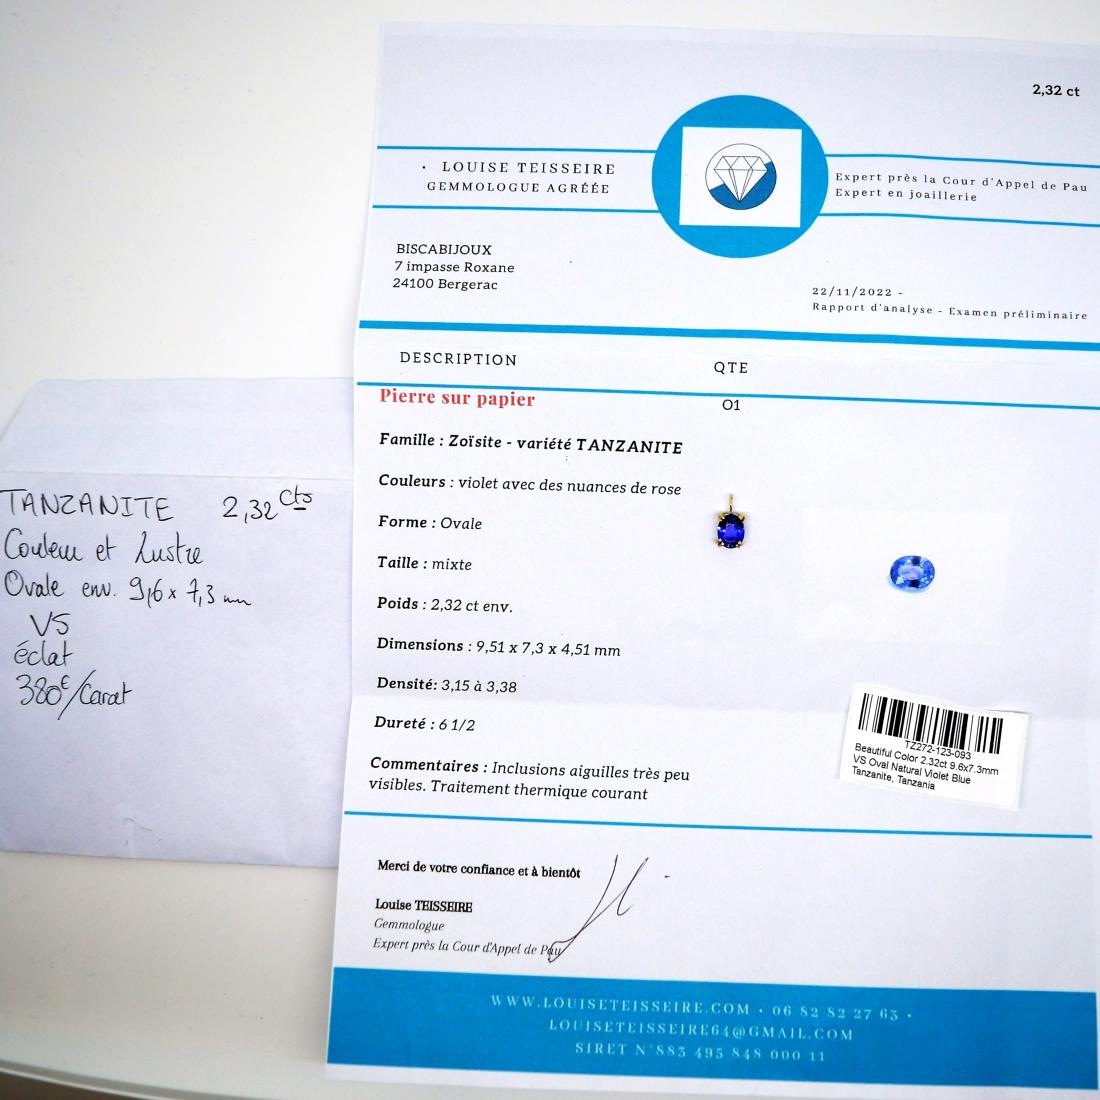 2,32 ct
· LOUISE TEISSEIRE
GEMMOLOGUE AGRÉÉE
Expert près la Cour d'Appel de Pau
Expert en joaillerie
BISCABIJOUX
7 impasse Roxane
24100 Bergerac
22/11/2022 -
Rapport d'analyse - Examen préliminaire
DESCRIPTION QTE
Pierre sur papier 01
Famille : Zoïsite - variété TANZANITE
Couleurs : violet avec des nuances de rose
Forme : Ovale
Taille : mixte
Poids : 2,32 ct env.
Dimensions : 9,51 x 7,3 x 4,51 mm
Densité: 3,15 à 3,38
Dureté : 6 1/2
Commentaires : Inclusions aiguilles très peu
visibles. Traitement thermique courant
TZ272-123-093
Beautiful Color 2.32ct 9.6x7.3mm
VS Oval Natural Violet Blue
Tanzanite, Tanzania
Merci de votre confiance et à bientôt
Louise TEISSEIRE
Gemmologue
Expert près la Cour d'Appel de Pau
WWW.LOUISETEISSEIRE.COM · 06 82 82 27 63 ·
LOUISETEISSEIRE64@GMAIL.COM
SIRET N°883 495 848 000 11
TANZANITE 2,32 cts
Couleur et Lustre
Ovale env. 9,6 x 7,3 mm
VS
éclat
380€/Carat